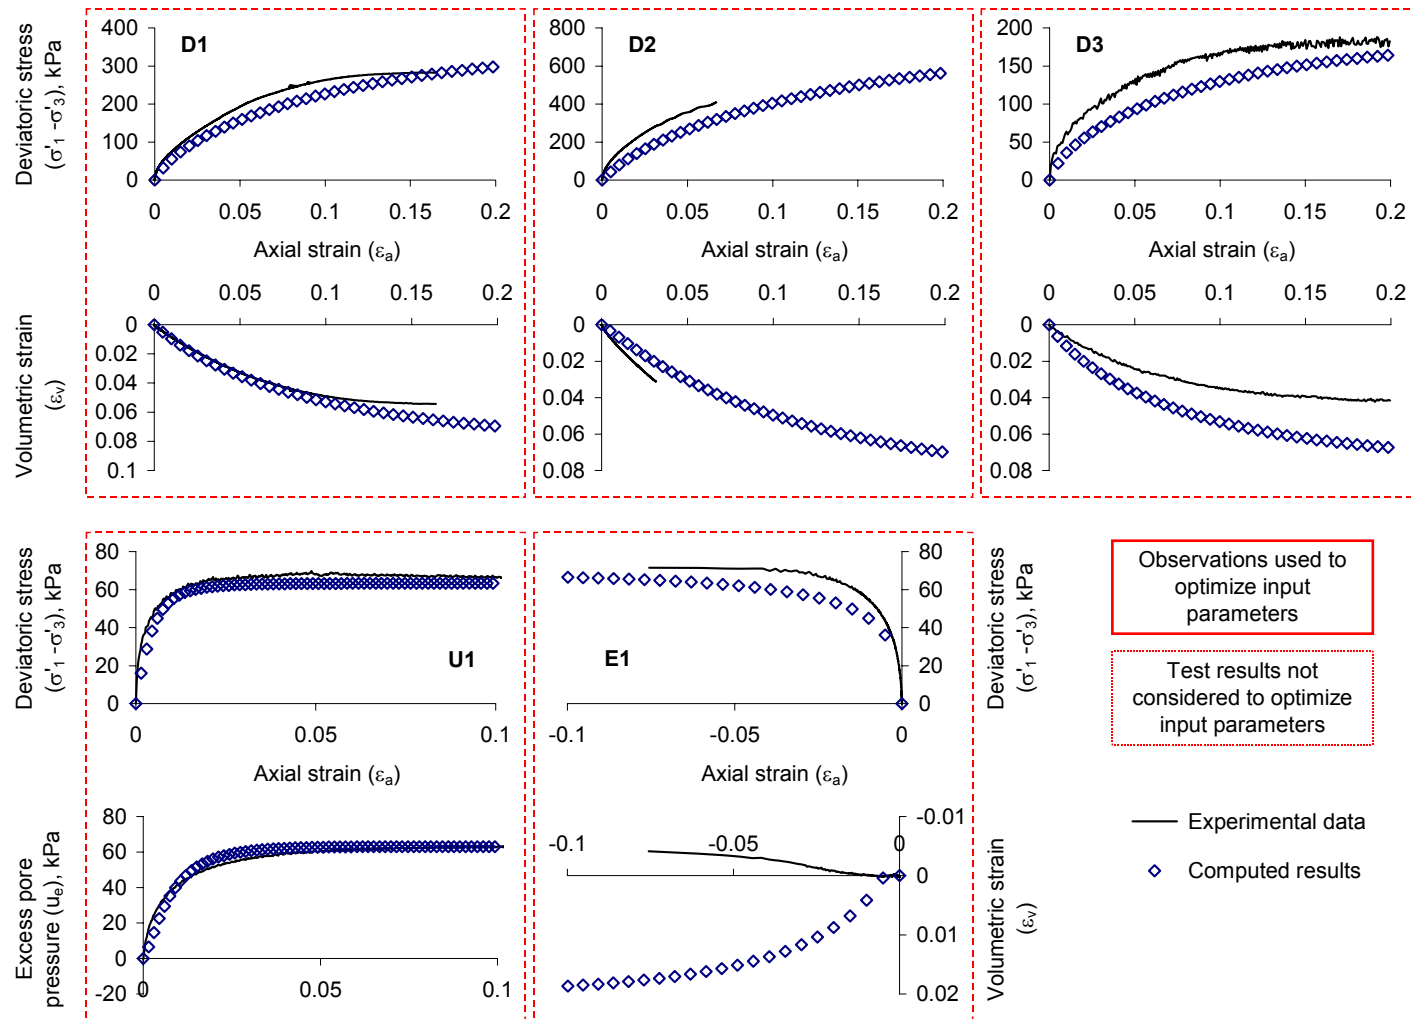 Deviatoric stress
(σ'1 -σ'3), kPa
D1
400
300
200
100
0
0 0.05 0.1 0.15 0.2
Axial strain (εa)
D2
800
600
400
200
0
0 0.05 0.1 0.15 0.2
Axial strain (εa)
D3
200
150
100
50
0
0 0.05 0.1 0.15 0.2
Axial strain (εa)
Volumetric strain
(εv)
0 0.05 0.1 0.15 0.2
0
0.02
0.04
0.06
0.08
0.1
0 0.05 0.1 0.15 0.2
0
0.02
0.04
0.06
0.08
0 0.05 0.1 0.15 0.2
0
0.02
0.04
0.06
0.08
Deviatoric stress
(σ'1 -σ'3), kPa
80
60
40
20
0
U1
0 0.05 0.1
Axial strain (εa)
E1
80
60
40
20
0
-0.1 -0.05 0
Axial strain (εa)
Deviatoric stress
(σ'1 -σ'3), kPa
Observations used to
optimize input
parameters
Test results not
considered to optimize
input parameters
Excess pore
pressure (ue), kPa
80
60
40
20
0
-20
0 0.05 0.1
-0.1 -0.05 0
-0.01
0
0.01
0.02
Volumetric strain
(εv)
Experimental data
Computed results